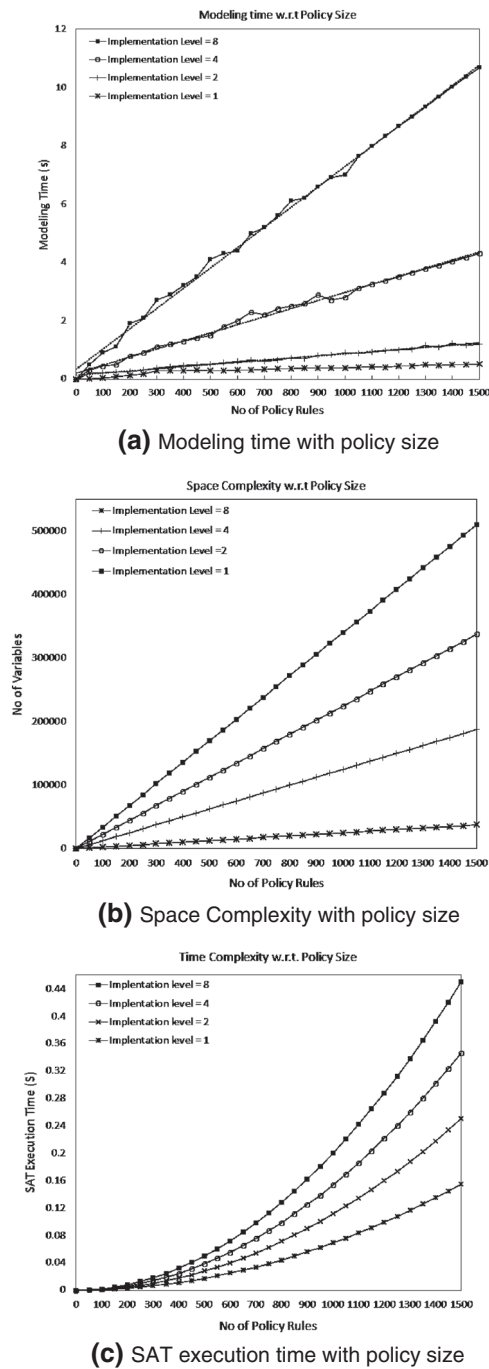 Modeling time w.r.t Policy Size
12
10
8
6
4
2
0
Modeling Time (s)
Implementation Level = 8
Implementation Level = 4
Implementation Level = 2
Implementation Level = 1
0 100 200 300 400 500 600 700 800 900 1000 1100 1200 1300 1400 1500
No of Policy Rules
(a) Modeling time with policy size
Space Complexity w.r.t Policy Size
500000
400000
300000
200000
100000
0
No of Variables
Implementation Level = 8
Implementation Level = 4
Implementation Level =2
Implementation Level = 1
0 100 200 300 400 500 600 700 800 900 1000 1100 1200 1300 1400 1500
No of Policy Rules
(b) Space Complexity with policy size
Time Complexity w.r.t. Policy Size
0.44
0.4
0.36
0.32
0.28
0.24
0.2
0.16
0.12
0.08
0.04
0
SAT Execution Time (S)
Implentation level = 8
Implentation level = 4
Implentation level = 2
Implentation level = 1
0 100 200 300 400 500 600 700 800 900 1000 1100 1200 1300 1400 1500
No of Policy Rules
(c) SAT execution time with policy size